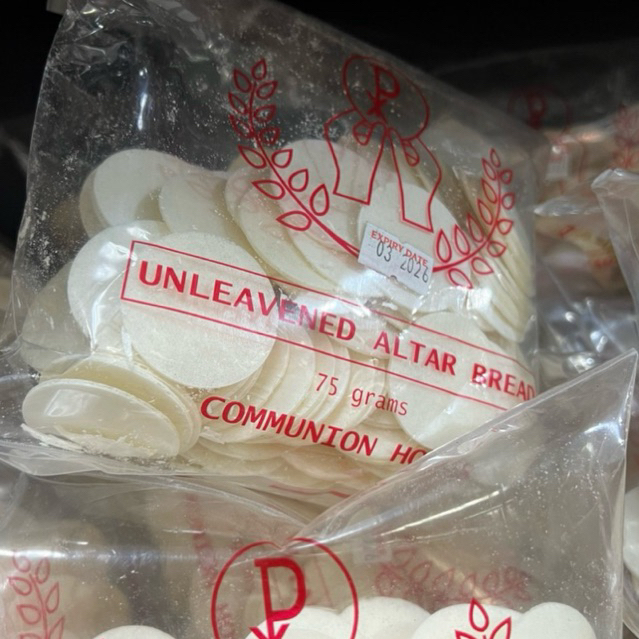 EXPIRY DATE
03 2026
UNLEAVENED ALTAR BREAD
75 grams
COMMUNION HO